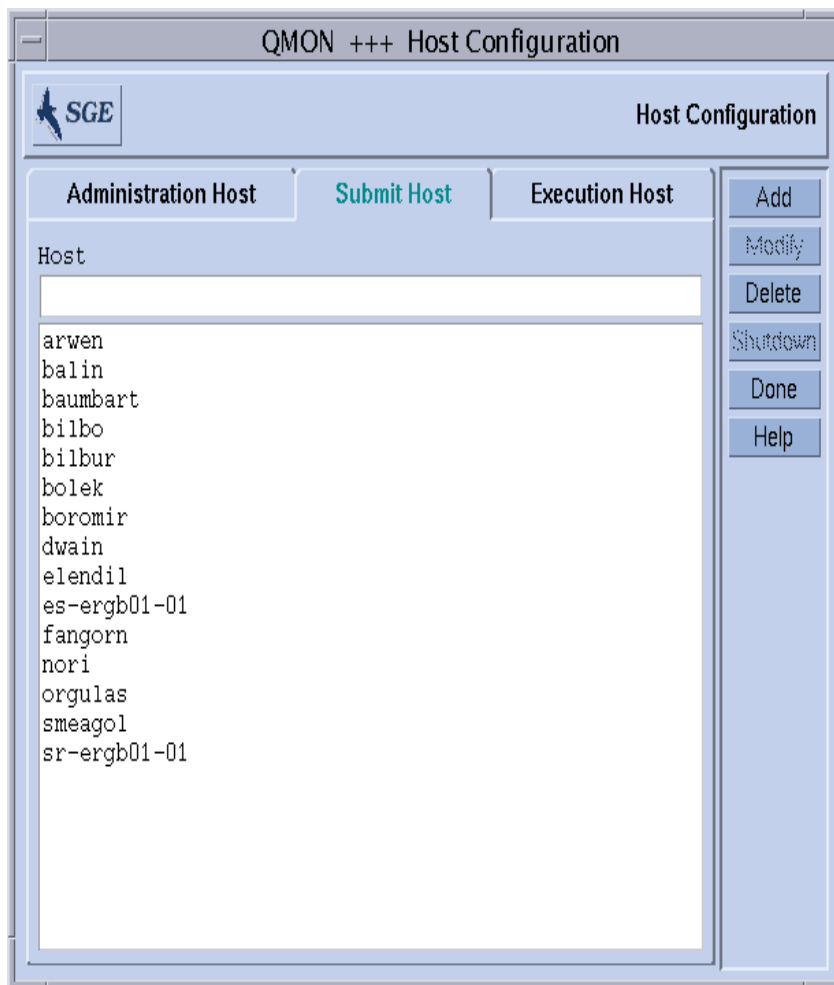 QMON +++ Host Configuration
SGE
Host Configuration
Administration Host
Submit Host
Execution Host
Host
arwen
balin
baumbart
bilbo
bilbur
bolek
boromir
dwain
elendil
es-ergb01-01
fangorn
nori
orgulas
smeagol
sr-ergb01-01
Add
Modify
Delete
Shutdown
Done
Help